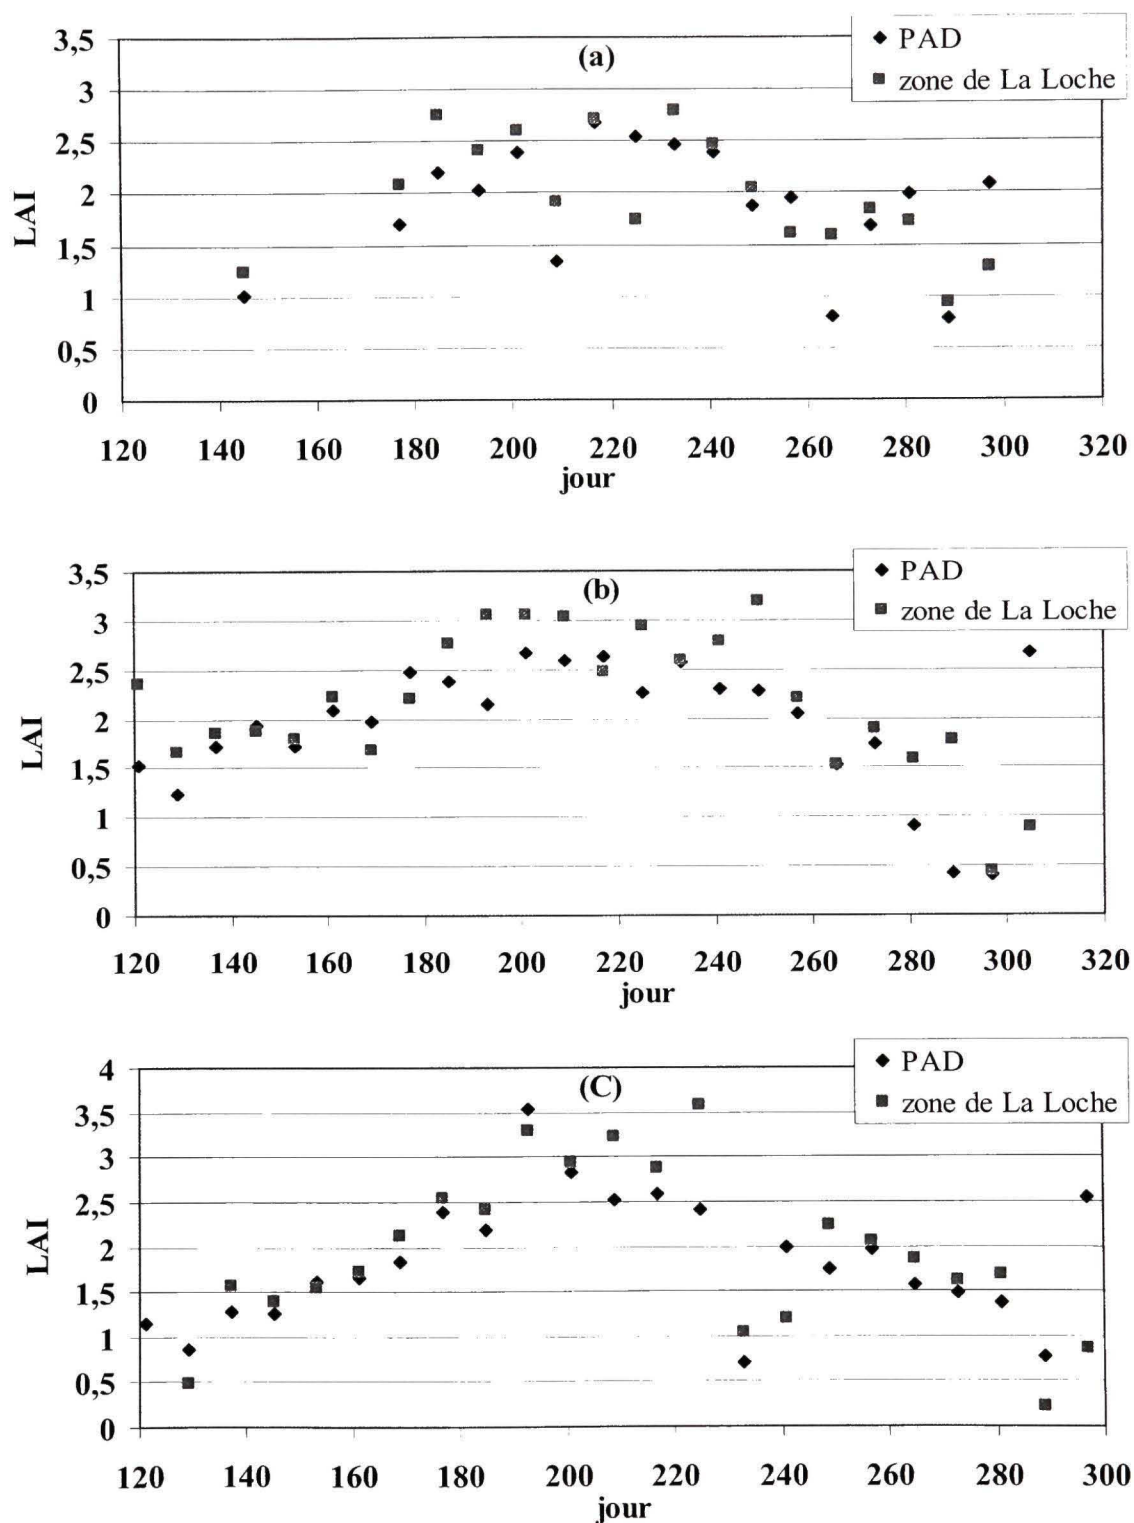 (a)
PAD
zone de La Loche
3,5
3
2,5
2
1,5
1
0,5
0
LAI
120 140 160 180 200 220 240 260 280 300 320
jour
(b)
PAD
zone de La Loche
3,5
3
2,5
2
1,5
1
0,5
0
LAI
120 140 160 180 200 220 240 260 280 300 320
jour
(C)
PAD
zone de La Loche
4
3,5
3
2,5
2
1,5
1
0,5
0
LAI
120 140 160 180 200 220 240 260 280 300
jour